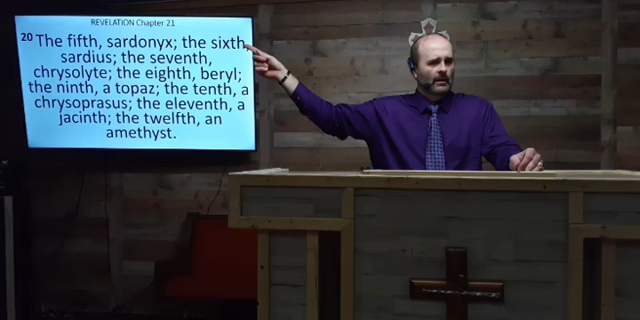 REVELATION Chapter 21
20 The fifth, sardonyx; the sixth,
sardius; the seventh,
chrysolyte; the eighth, beryl;
the ninth, a topaz; the tenth, a
chrysoprasus; the eleventh, a
jacinth; the twelfth, an
amethyst.